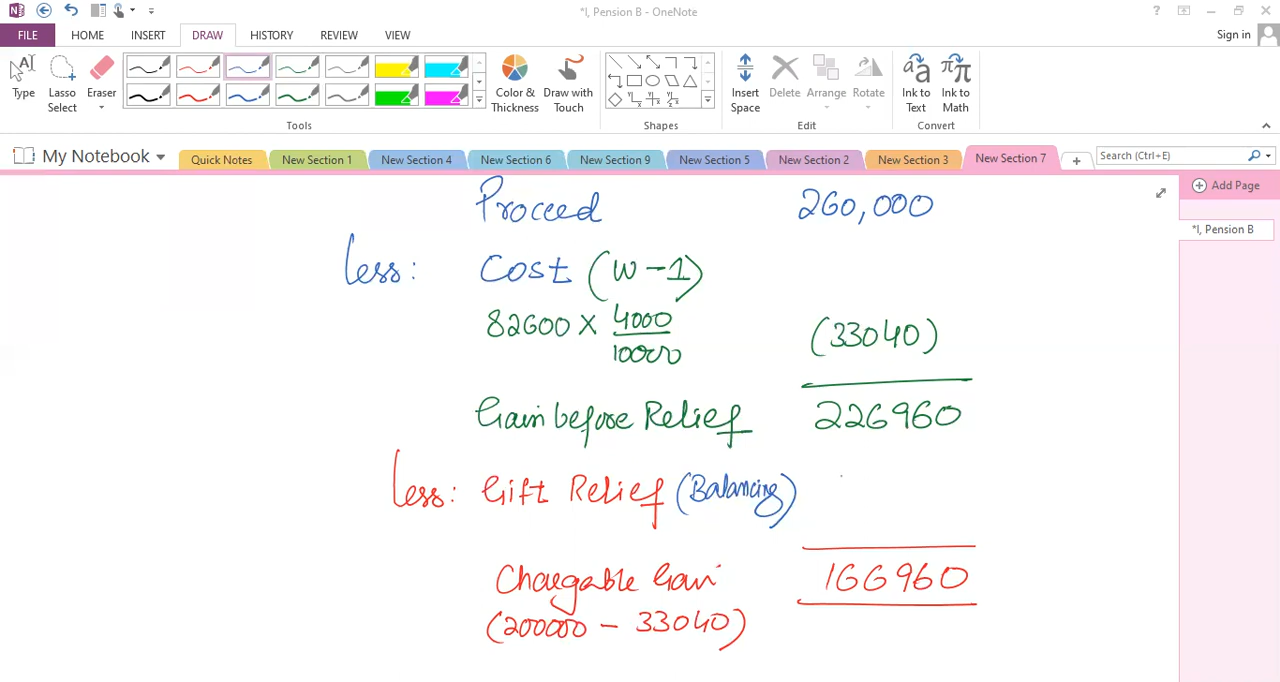 *I, Pension B - OneNote
?
FILE HOME INSERT DRAW HISTORY REVIEW VIEW
Sign in
Type
Lasso Select
Eraser
Color & Thickness
Draw with Touch
Insert Space
Delete
Arrange
Rotate
Ink to Text
Ink to Math
Tools
Shapes
Edit
Convert
My Notebook
Quick Notes New Section 1 New Section 4 New Section 6 New Section 9 New Section 5 New Section 2 New Section 3 New Section 7
Search (Ctrl+E)
Add Page
*I, Pension B
Proceed 260,000
Less: Cost (W-1)
82600 × 4000/10000 (33040)
Gain before Relief 226960
Less: Gift Relief (Balancing)
Chargable Gain 166960
(200000 - 33040)